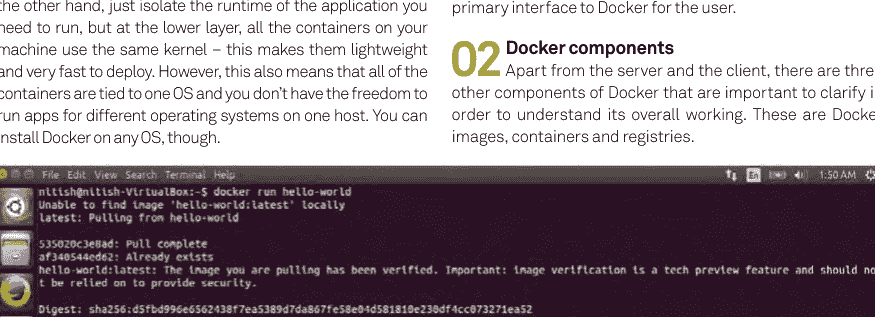 the other hand, just isolate the runtime of the application you
need to run, but at the lower layer, all the containers on your
machine use the same kernel – this makes them lightweight
and very fast to deploy. However, this also means that all of the
containers are tied to one OS and you don't have the freedom to
run apps for different operating systems on one host. You can
install Docker on any OS, though.
primary interface to Docker for the user.
02 Docker components
Apart from the server and the client, there are thre
other components of Docker that are important to clarify i
order to understand its overall working. These are Docke
images, containers and registries.
File Edit View Search Terminal Help
En
1:50 AM
nitish@nitish-VirtualBox:~$ docker run hello-world
Unable to find image 'hello-world:latest' locally
latest: Pulling from hello-world
535020c3e8ad: Pull complete
af340544ed62: Already exists
hello-world:latest: The image you are pulling has been verified. Important: image verification is a tech preview feature and should no
t be relied on to provide security.
Digest: sha256:d5fbd996e6562438f7ea5389d7da867fe58e04d581810e230df4cc073271ea52